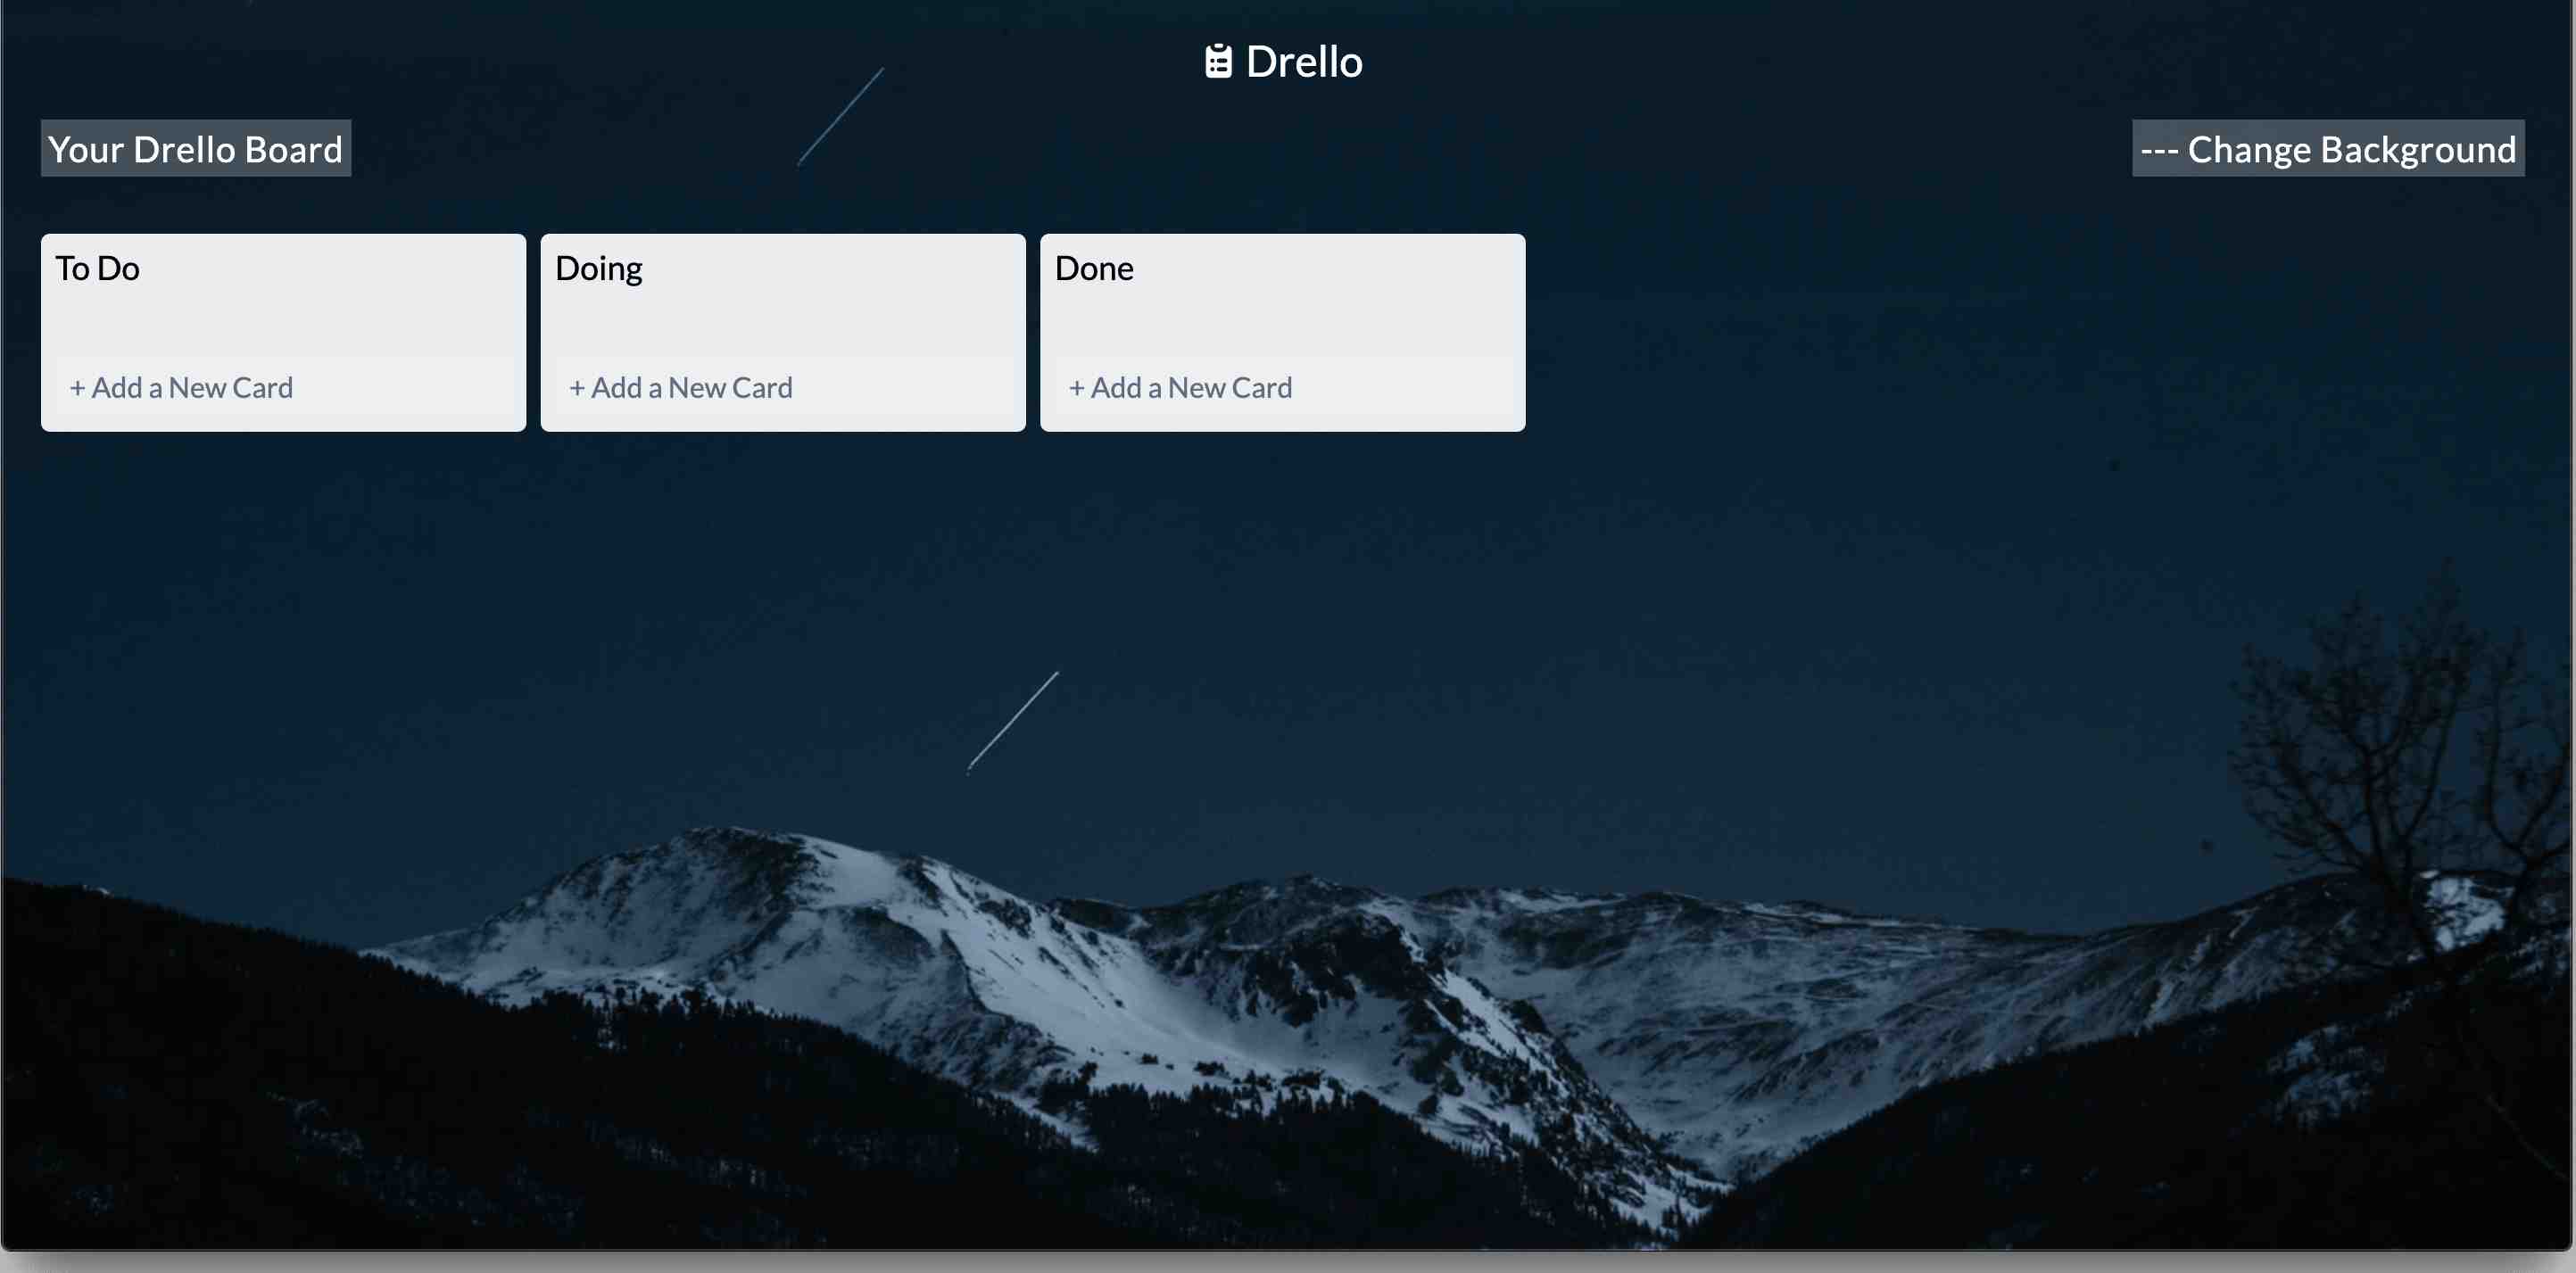 Drello
Your Drello Board
--- Change Background
To Do
Doing
Done
+ Add a New Card
+ Add a New Card
+ Add a New Card